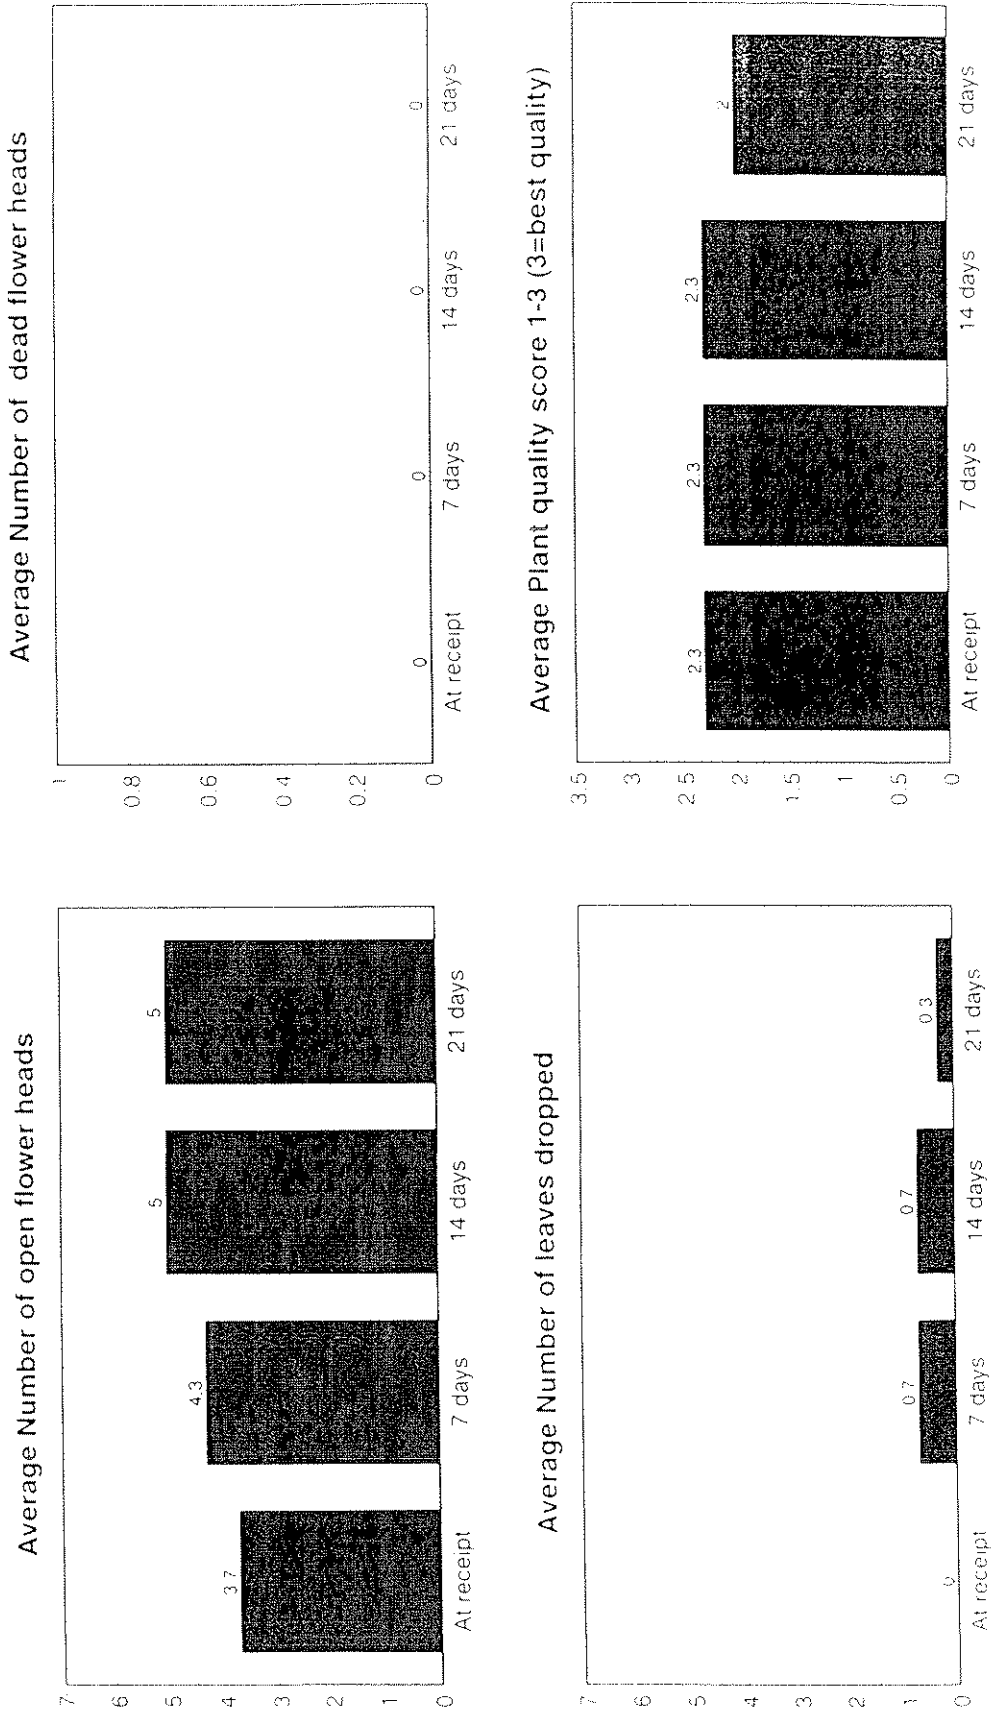 Average Number of open flower heads
7
6
5
4
3
2
1
0
3.7
4.3
5
5
At receipt
7 days
14 days
21 days
Average Number of dead flower heads
1
0.8
0.6
0.4
0.2
0
0
0
0
0
At receipt
7 days
14 days
21 days
Average Number of leaves dropped
7
6
5
4
3
2
1
0
0
0.7
0.7
0.3
At receipt
7 days
14 days
21 days
Average Plant quality score 1-3 (3=best quality)
3.5
3
2.5
2
1.5
1
0.5
0
2.3
2.3
2.3
2
At receipt
7 days
14 days
21 days